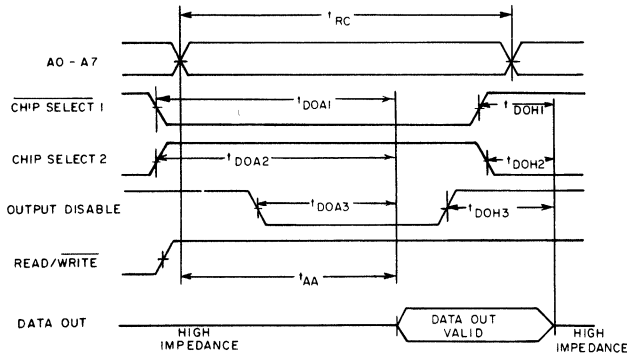 tRC
A0 - A7
CHIP SELECT 1
tDOA1
tDOH1
CHIP SELECT 2
tDOA2
tDOH2
OUTPUT DISABLE
tDOA3
tDOH3
READ/WRITE
tAA
DATA OUT
HIGH
IMPEDANCE
DATA OUT
VALID
HIGH
IMPEDANCE